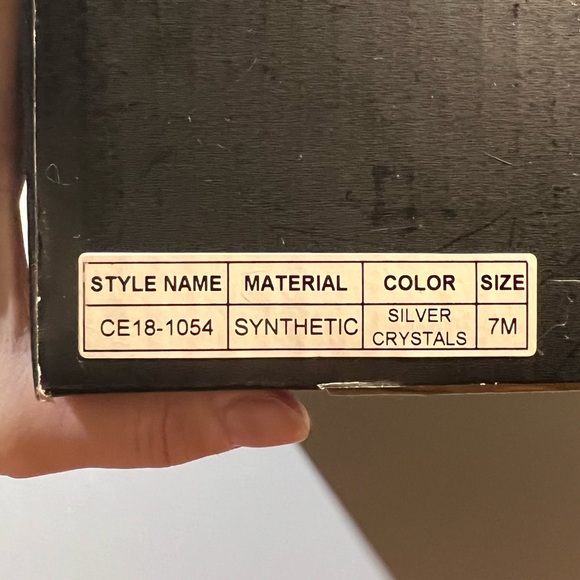 STYLE NAME MATERIAL COLOR SIZE
CE18-1054 SYNTHETIC SILVER CRYSTALS 7M